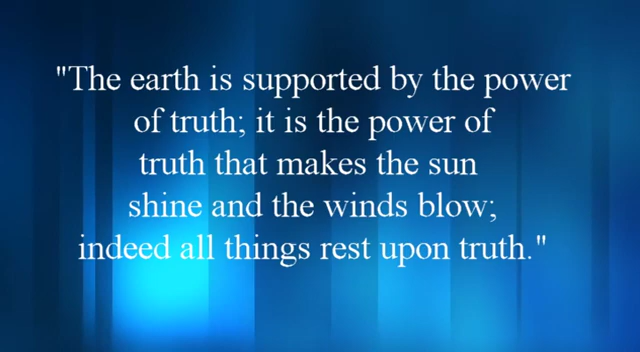 "The earth is supported by the power
of truth; it is the power of
truth that makes the sun
shine and the winds blow;
indeed all things rest upon truth."